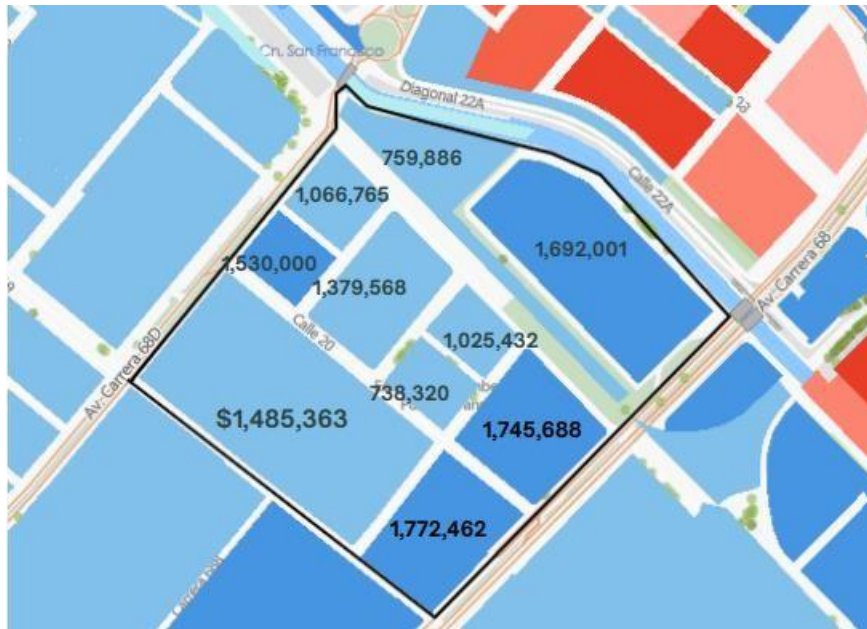 Cn. San Francisco
Diagonal 22A
759,886
1,066,765
Calle 22A
1,692,001
1,530,000
1,379,568
Av. Carrera 68
Calle 20
1,025,432
Av. Carrera 68D
738,320
$1,485,363
1,745,688
1,772,462